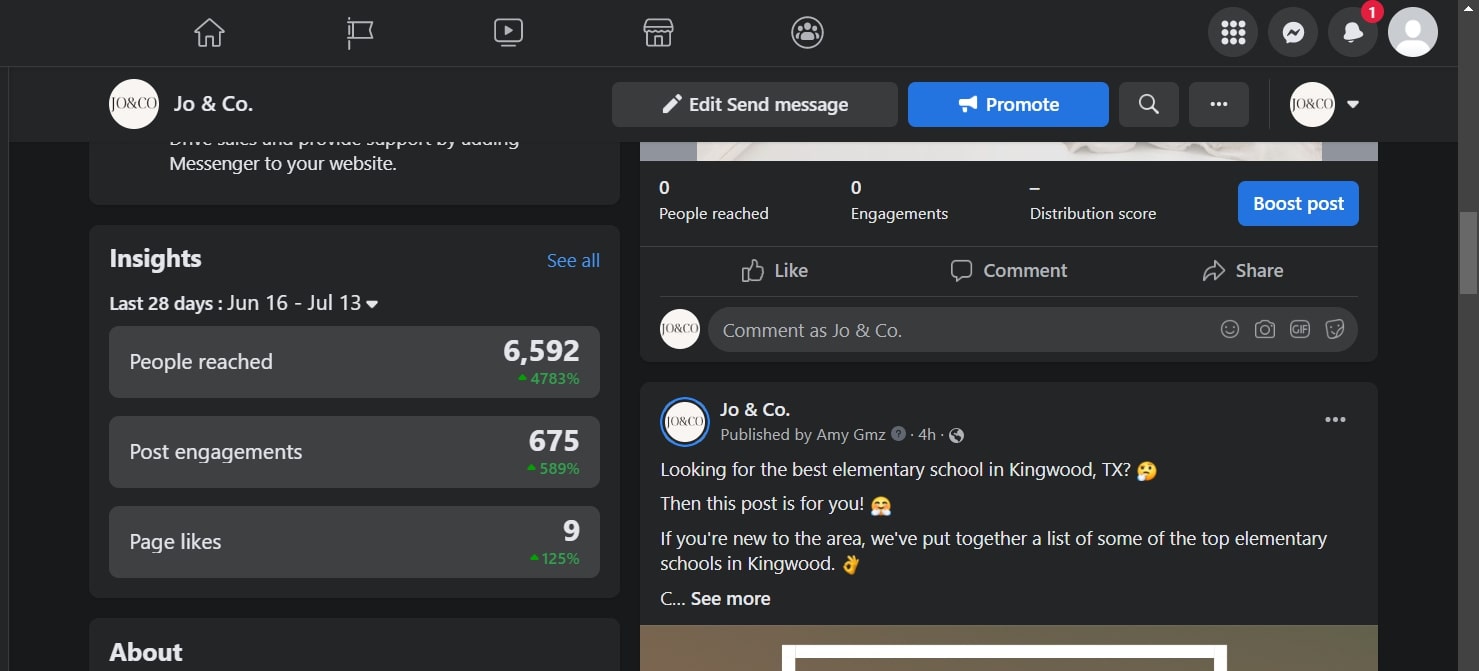 1
JO&CO
Jo & Co.
Edit Send message
Promote
JO&CO
Drive sales and provide support by adding
Messenger to your website.
Insights
See all
Last 28 days : Jun 16 - Jul 13
People reached
6,592
4783%
Post engagements
675
589%
Page likes
9
125%
About
0
People reached
0
Engagements
–
Distribution score
Boost post
Like
Comment
Share
JO&CO
Comment as Jo & Co.
GIF
JO&CO
Jo & Co.
Published by Amy Gmz ? · 4h ·
Looking for the best elementary school in Kingwood, TX? 🤔
Then this post is for you! 🤗
If you're new to the area, we've put together a list of some of the top elementary
schools in Kingwood. 👌
C... See more